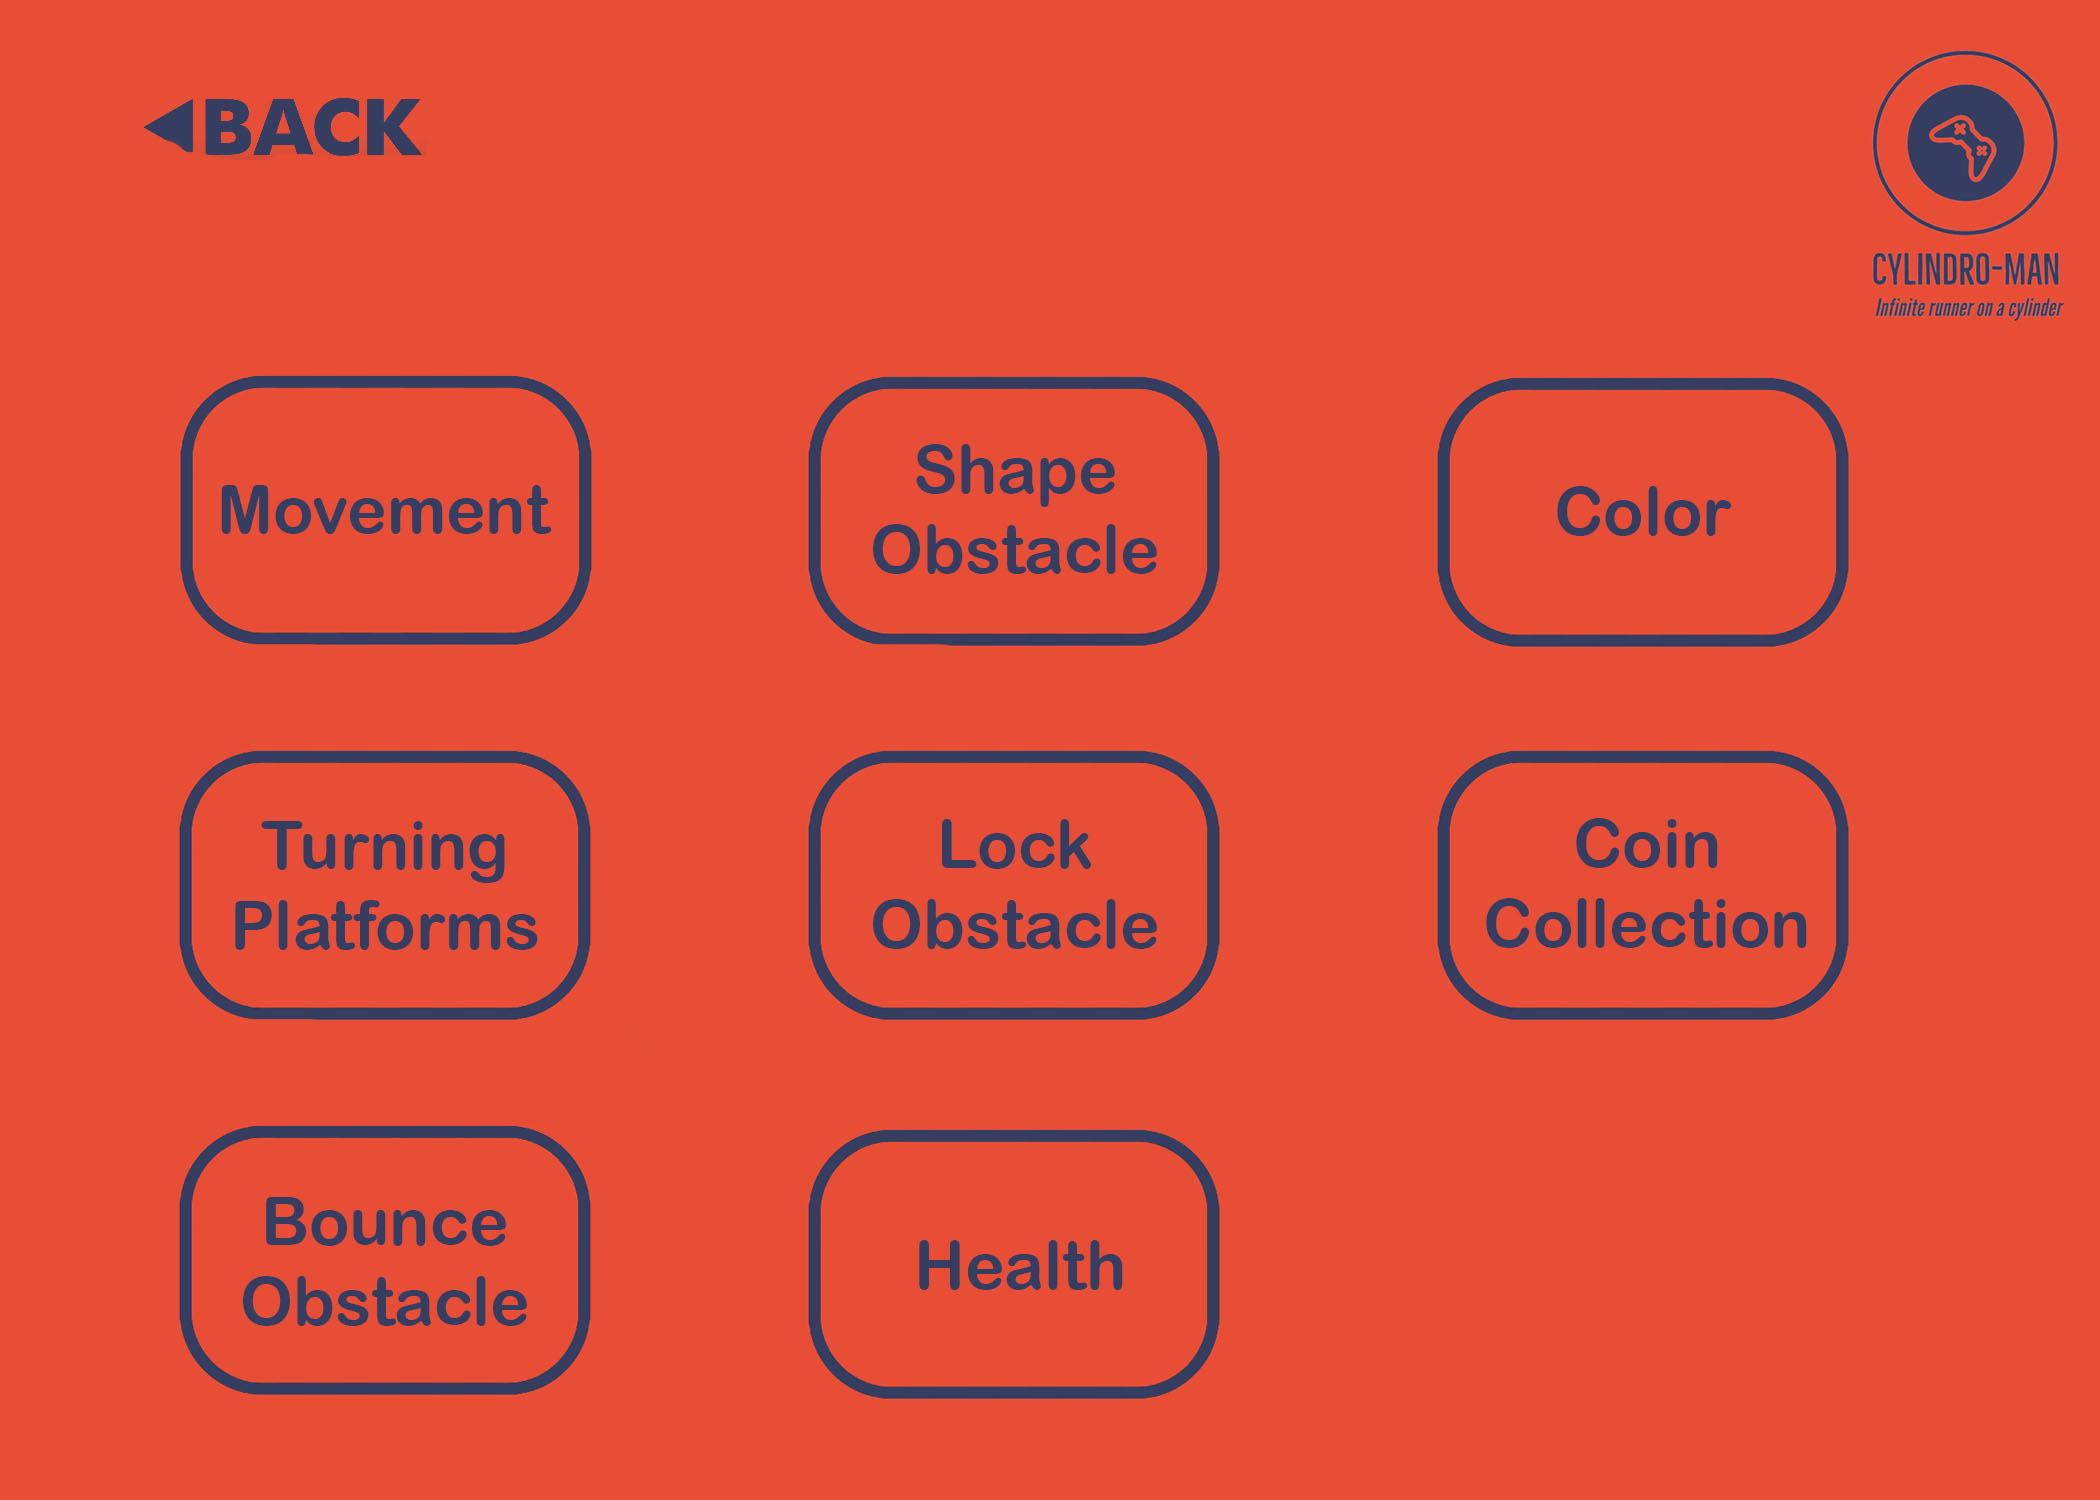 BACK
CYLINDRO-MAN
Infinite runner on a cylinder
Movement
Shape
Obstacle
Color
Turning
Platforms
Lock
Obstacle
Coin
Collection
Bounce
Obstacle
Health